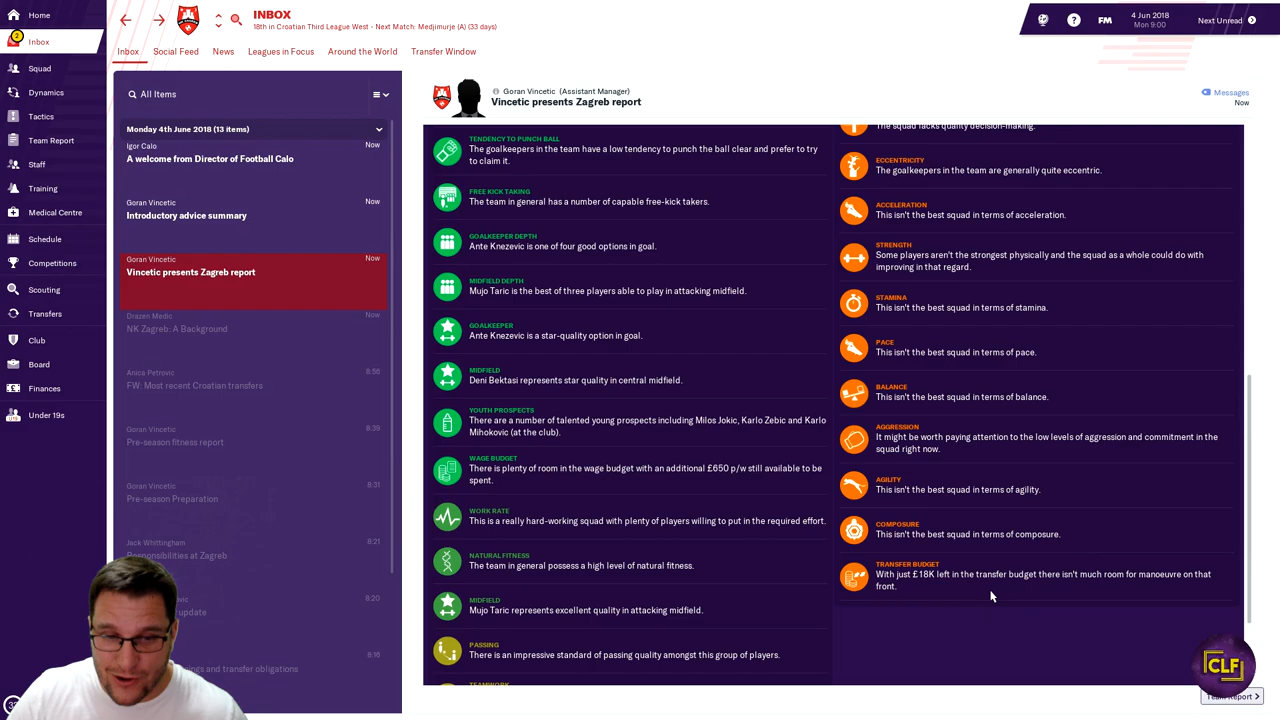 Home
2
Inbox
Squad
Dynamics
Tactics
Team Report
Staff
Training
Medical Centre
Schedule
Competitions
Scouting
Transfers
Club
Board
Finances
Under 19s
INBOX
18th in Croatian Third League West - Next Match: Medjimurje (A) (33 days)
FM
4 Jun 2018
Mon 9:00
Next Unread
Inbox
Social Feed
News
Leagues in Focus
Around the World
Transfer Window
All Items
Monday 4th June 2018 (13 items)
Igor Calo
Now
A welcome from Director of Football Calo
Goran Vincetic
Now
Introductory advice summary
Goran Vincetic
Now
Vincetic presents Zagreb report
Drazen Medic
Now
NK Zagreb: A Background
Anica Petrovic
8:56
FW: Most recent Croatian transfers
Goran Vincetic
8:39
Pre-season fitness report
Goran Vincetic
8:31
Pre-season Preparation
Jack Whittingham
8:21
Responsibilities at Zagreb
8:20
update
8:16
and transfer obligations
Goran Vincetic (Assistant Manager)
Vincetic presents Zagreb report
Messages
Now
TENDENCY TO PUNCH BALL
The goalkeepers in the team have a low tendency to punch the ball clear and prefer to try
to claim it.
FREE KICK TAKING
The team in general has a number of capable free-kick takers.
GOALKEEPER DEPTH
Ante Knezevic is one of four good options in goal.
MIDFIELD DEPTH
Mujo Taric is the best of three players able to play in attacking midfield.
GOALKEEPER
Ante Knezevic is a star-quality option in goal.
MIDFIELD
Deni Bektasi represents star quality in central midfield.
YOUTH PROSPECTS
There are a number of talented young prospects including Milos Jokic, Karlo Zebic and Karlo
Mihokovic (at the club).
WAGE BUDGET
There is plenty of room in the wage budget with an additional £650 p/w still available to be
spent.
WORK RATE
This is a really hard-working squad with plenty of players willing to put in the required effort.
NATURAL FITNESS
The team in general possess a high level of natural fitness.
MIDFIELD
Mujo Taric represents excellent quality in attacking midfield.
PASSING
There is an impressive standard of passing quality amongst this group of players.
TEAMWORK
The squad lacks quality decision-making.
ECCENTRICITY
The goalkeepers in the team are generally quite eccentric.
ACCELERATION
This isn't the best squad in terms of acceleration.
STRENGTH
Some players aren't the strongest physically and the squad as a whole could do with
improving in that regard.
STAMINA
This isn't the best squad in terms of stamina.
PACE
This isn't the best squad in terms of pace.
BALANCE
This isn't the best squad in terms of balance.
AGGRESSION
It might be worth paying attention to the low levels of aggression and commitment in the
squad right now.
AGILITY
This isn't the best squad in terms of agility.
COMPOSURE
This isn't the best squad in terms of composure.
TRANSFER BUDGET
With just £18K left in the transfer budget there isn't much room for manoeuvre on that
front.
CLF
Report